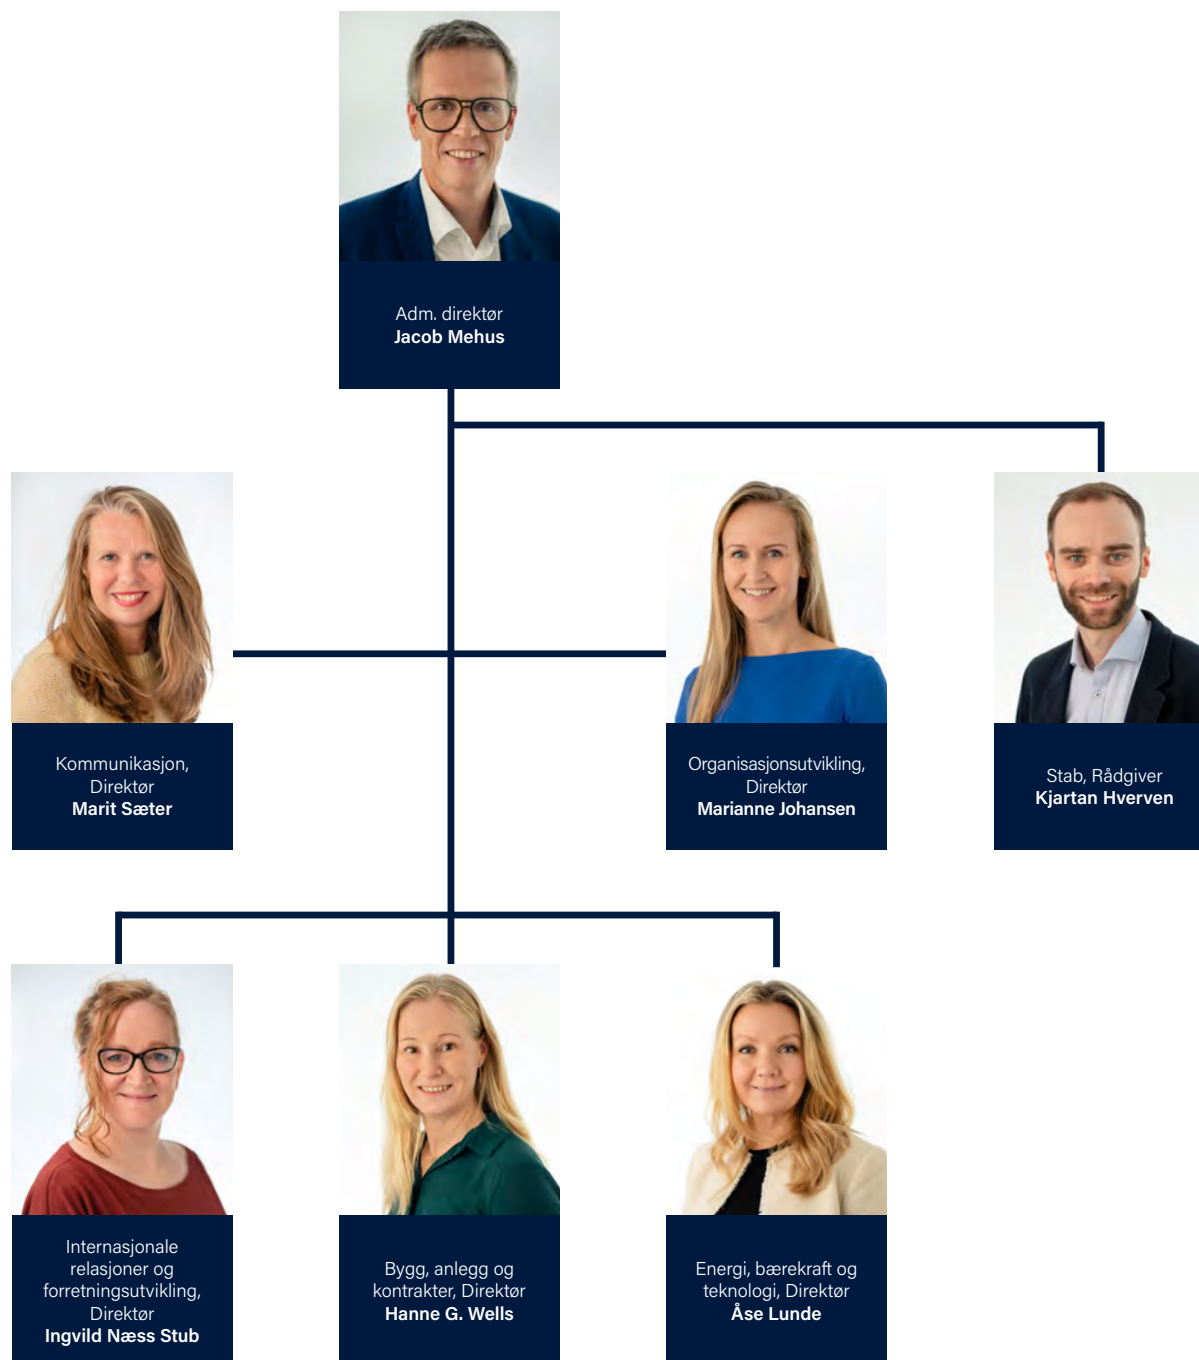 Adm. direktør
Jacob Mehus
Kommunikasjon,
Direktør
Marit Sæter
Organisasjonsutvikling,
Direktør
Marianne Johansen
Stab, Rådgiver
Kjartan Hverven
Internasjonale
relasjoner og
forretningsutvikling,
Direktør
Ingvild Næss Stub
Bygg, anlegg og
kontrakter, Direktør
Hanne G. Wells
Energi, bærekraft og
teknologi, Direktør
Åse Lunde